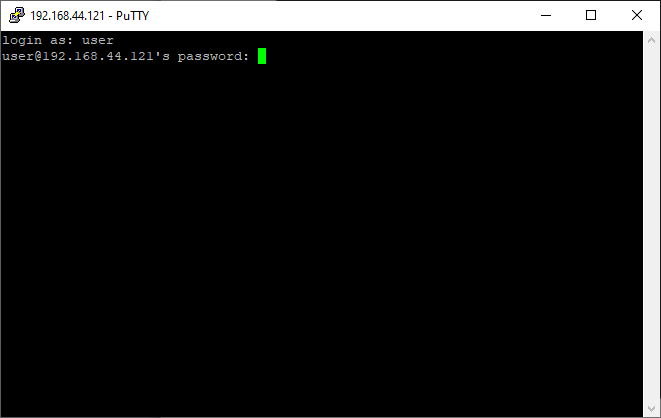 192.168.44.121 - PuTTY
login as: user
user@192.168.44.121's password: